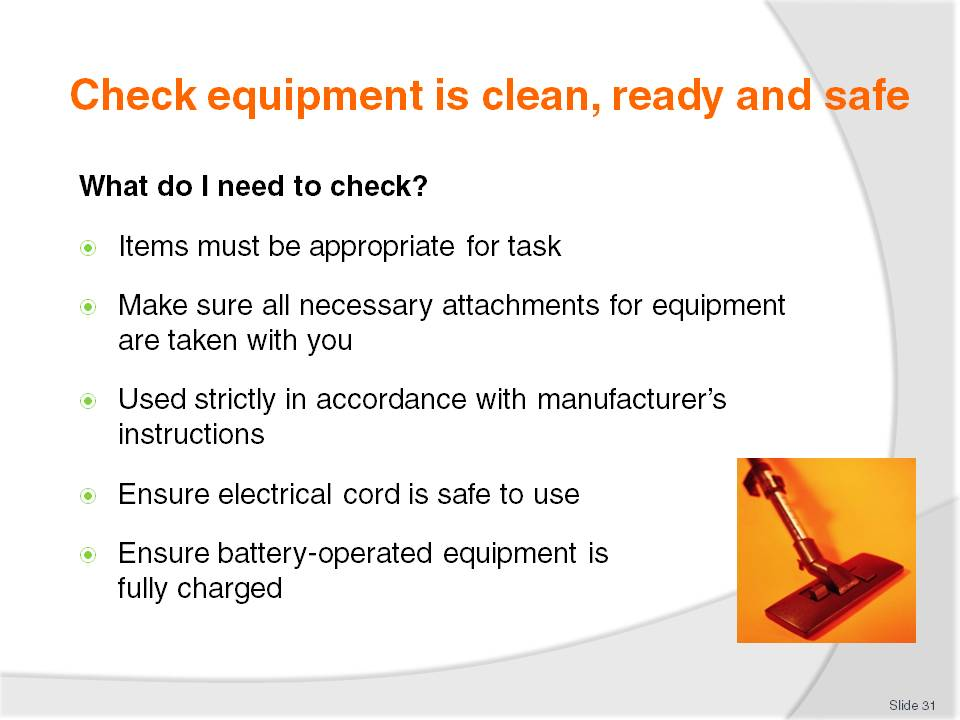 Check equipment is clean, ready and safe
What do I need to check?
Items must be appropriate for task
Make sure all necessary attachments for equipment
are taken with you
Used strictly in accordance with manufacturer’s
instructions
Ensure electrical cord is safe to use
Ensure battery-operated equipment is
fully charged
Slide 31